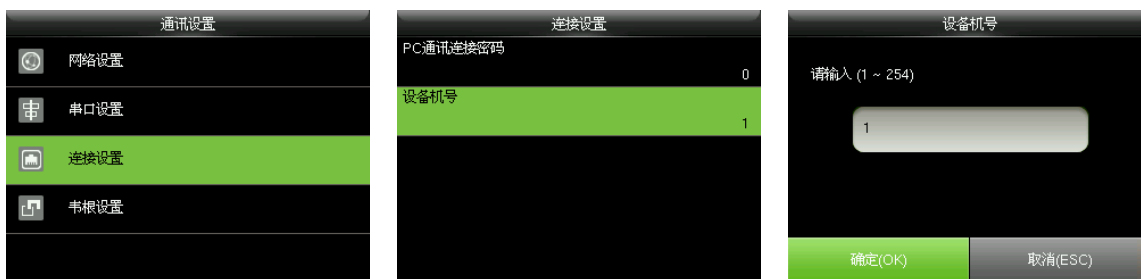 通讯设置
网络设置
串口设置
连接设置
韦根设置
连接设置
PC通讯连接密码
0
设备机号
1
设备机号
请输入 (1 ~ 254)
1
确定(OK)
取消(ESC)